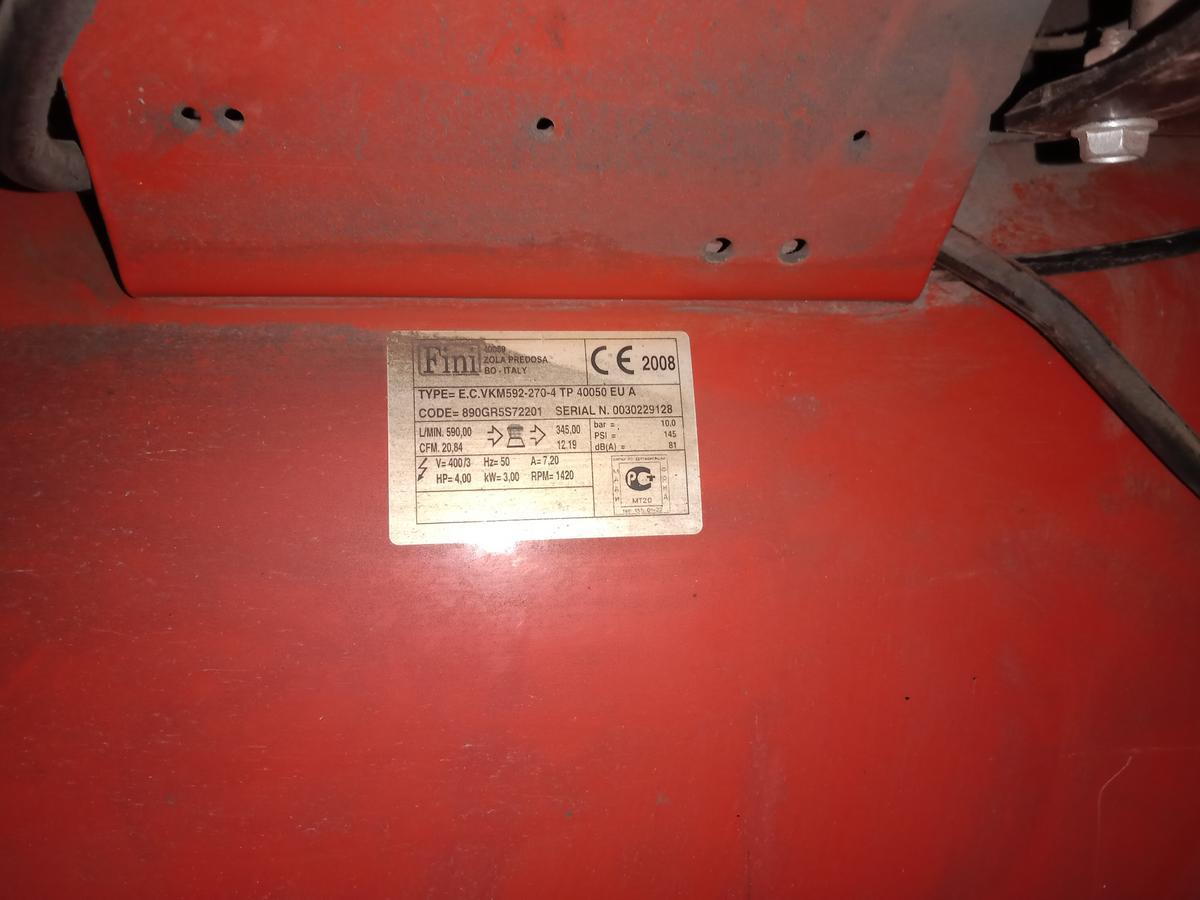 Fini
40069
ZOLA PREDOSA
BO - ITALY
CE 2008
TYPE= E.C.VKM592-270-4 TP 40050 EU A
CODE= 890GR5S72201 SERIAL N. 0030229128
L/MIN. 590,00 345,00
CFM. 20,84 12.19
bar = 10,0
PSI = 145
dB(A) = 81
V= 400/3 Hz= 50 A= 7,20
HP= 4,00 kW= 3,00 RPM= 1420
МТ20